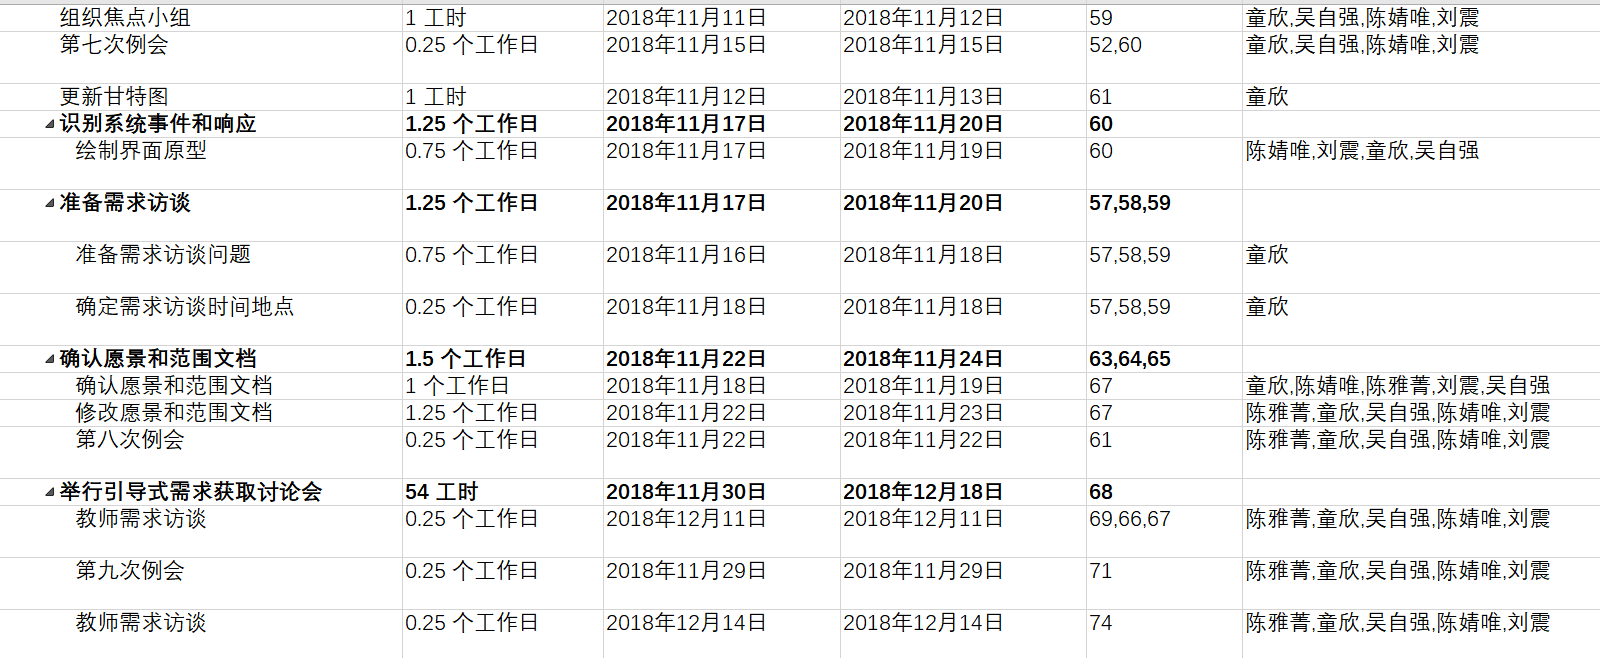 组织焦点小组 1 工时 2018年11月11日 2018年11月12日 59 童欣,吴自强,陈婧唯,刘震
第七次例会 0.25 个工作日 2018年11月15日 2018年11月15日 52,60 童欣,吴自强,陈婧唯,刘震
更新甘特图 1 工时 2018年11月12日 2018年11月13日 61 童欣
识别系统事件和响应 1.25 个工作日 2018年11月17日 2018年11月20日 60
绘制界面原型 0.75 个工作日 2018年11月17日 2018年11月19日 60 陈婧唯,刘震,童欣,吴自强
准备需求访谈 1.25 个工作日 2018年11月17日 2018年11月20日 57,58,59
准备需求访谈问题 0.75 个工作日 2018年11月16日 2018年11月18日 57,58,59 童欣
确定需求访谈时间地点 0.25 个工作日 2018年11月18日 2018年11月18日 57,58,59 童欣
确认愿景和范围文档 1.5 个工作日 2018年11月22日 2018年11月24日 63,64,65
确认愿景和范围文档 1 个工作日 2018年11月18日 2018年11月19日 67 童欣,陈婧唯,陈雅菁,刘震,吴自强
修改愿景和范围文档 1.25 个工作日 2018年11月22日 2018年11月23日 67 陈雅菁,童欣,吴自强,陈婧唯,刘震
第八次例会 0.25 个工作日 2018年11月22日 2018年11月22日 61 陈雅菁,童欣,吴自强,陈婧唯,刘震
举行引导式需求获取讨论会 54 工时 2018年11月30日 2018年12月18日 68
教师需求访谈 0.25 个工作日 2018年12月11日 2018年12月11日 69,66,67 陈雅菁,童欣,吴自强,陈婧唯,刘震
第九次例会 0.25 个工作日 2018年11月29日 2018年11月29日 71 陈雅菁,童欣,吴自强,陈婧唯,刘震
教师需求访谈 0.25 个工作日 2018年12月14日 2018年12月14日 74 陈雅菁,童欣,吴自强,陈婧唯,刘震